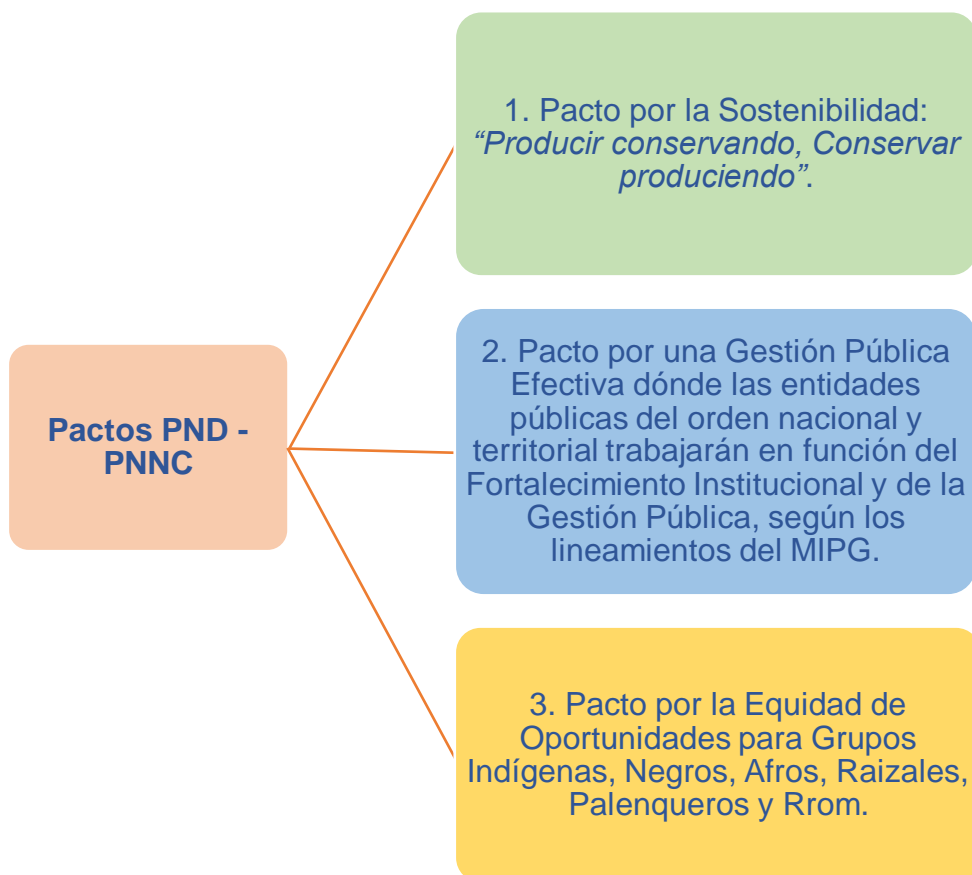 1. Pacto por la Sostenibilidad:
“Producir conservando, Conservar
produciendo”.
Pactos PND -
PNNC
2. Pacto por una Gestión Pública
Efectiva dónde las entidades
públicas del orden nacional y
territorial trabajarán en función del
Fortalecimiento Institucional y de la
Gestión Pública, según los
lineamientos del MIPG.
3. Pacto por la Equidad de
Oportunidades para Grupos
Indígenas, Negros, Afros, Raizales,
Palenqueros y Rrom.